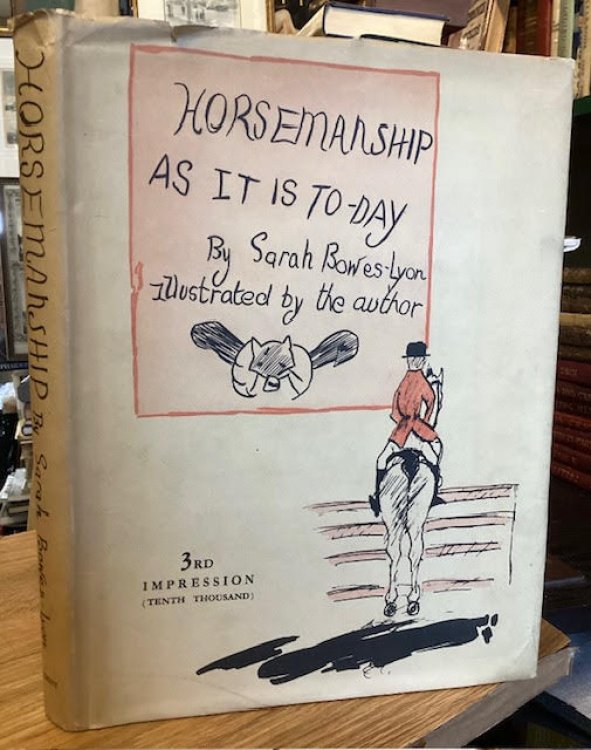 HORSEMANSHIP
AS IT IS TO-DAY
By Sarah Bowes-Lyon
Illustrated by the author
3RD
IMPRESSION
(TENTH THOUSAND)
HORSEMANSHIP By Sarah Bowes Lyon